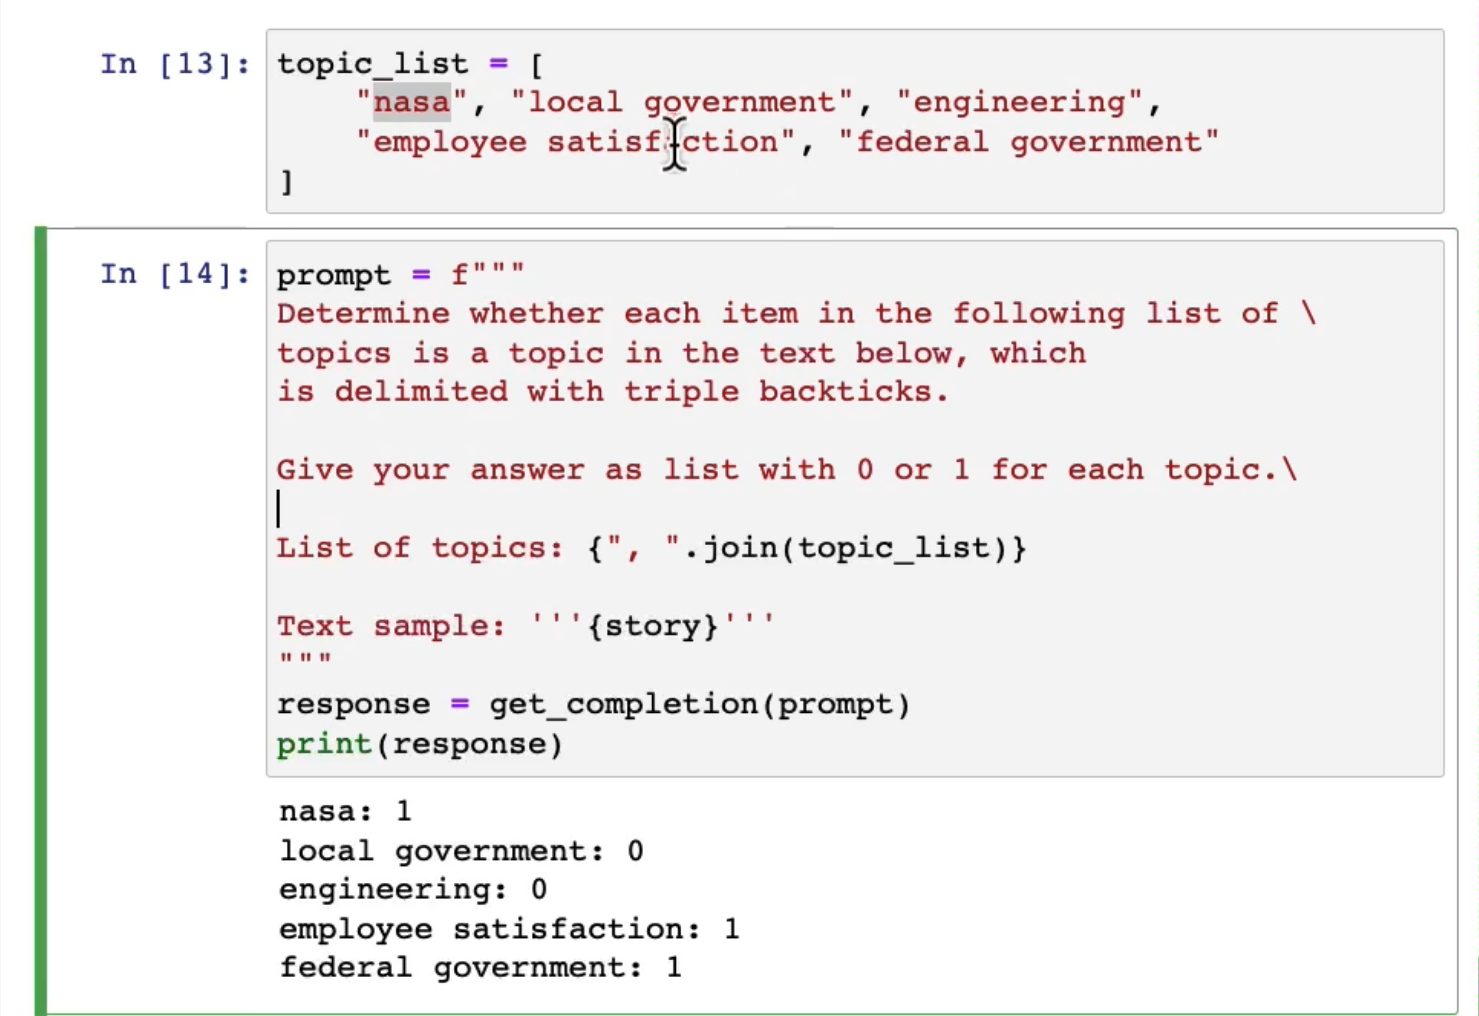 In [13]: topic_list = [
    "nasa", "local government", "engineering",
    "employee satisfaction", "federal government"
]
In [14]: prompt = f"""
Determine whether each item in the following list of \
topics is a topic in the text below, which
is delimited with triple backticks.
Give your answer as list with 0 or 1 for each topic.\
List of topics: {", ".join(topic_list)}
Text sample: '''{story}'''
"""
response = get_completion(prompt)
print(response)
nasa: 1
local government: 0
engineering: 0
employee satisfaction: 1
federal government: 1